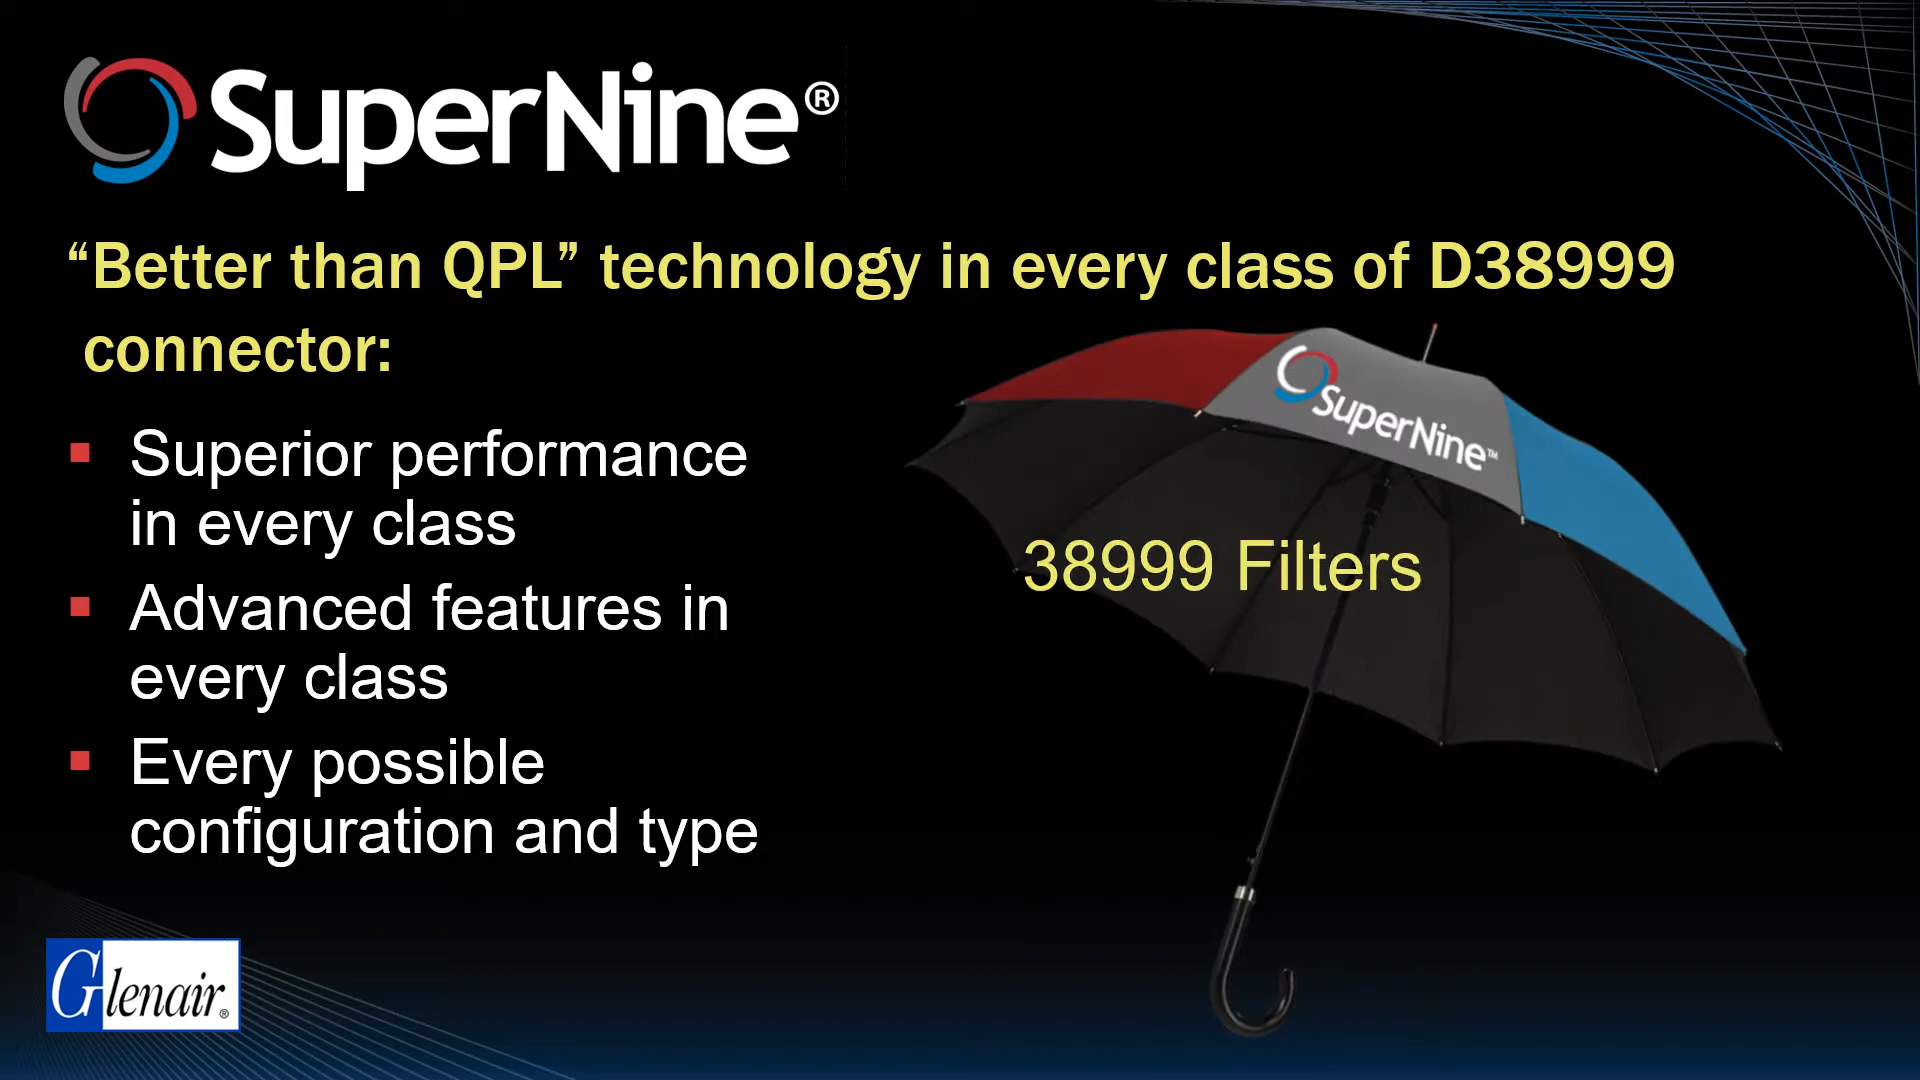 SuperNine®
“Better than QPL” technology in every class of D38999
connector:
Superior performance
in every class
Advanced features in
every class
Every possible
configuration and type
SuperNine™
38999 Filters
Glenair®